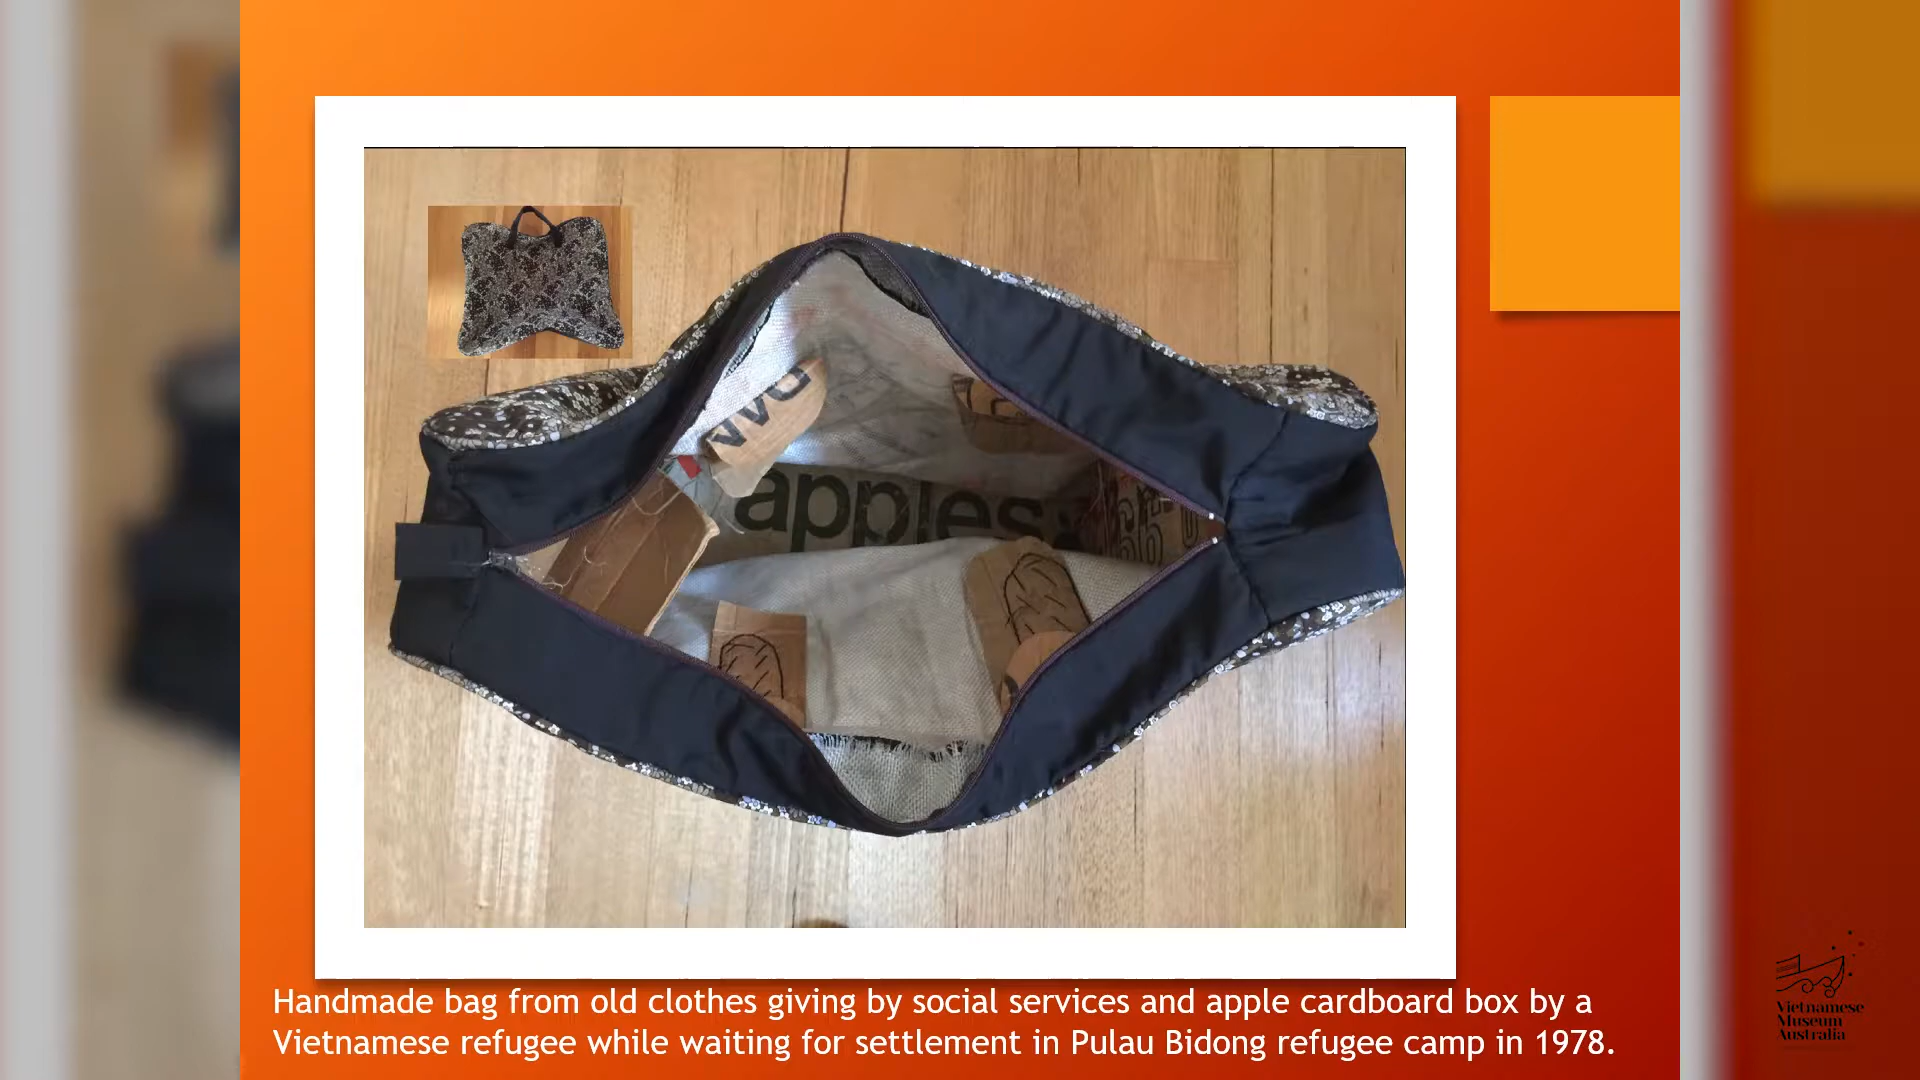 apples
Handmade bag from old clothes giving by social services and apple cardboard box by a
Vietnamese refugee while waiting for settlement in Pulau Bidong refugee camp in 1978.
Vietnamese
Museum
Australia